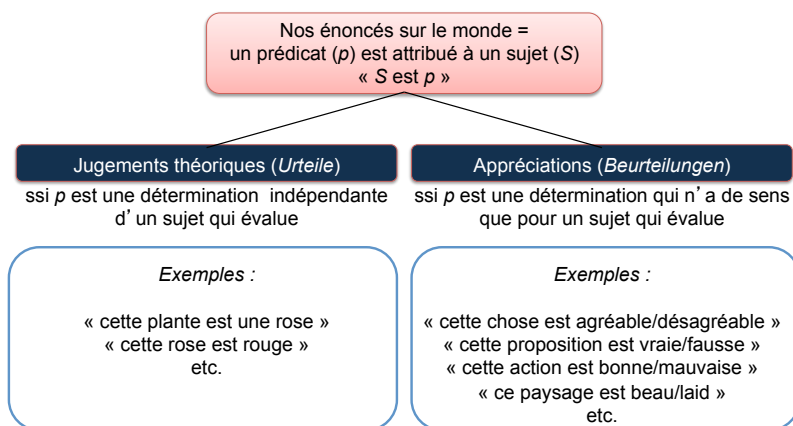 Nos énoncés sur le monde =
un prédicat (p) est attribué à un sujet (S)
« S est p »
Jugements théoriques (Urteile)
ssi p est une détermination indépendante
d’un sujet qui évalue
Exemples :
« cette plante est une rose »
« cette rose est rouge »
etc.
Appréciations (Beurteilungen)
ssi p est une détermination qui n’a de sens
que pour un sujet qui évalue
Exemples :
« cette chose est agréable/désagréable »
« cette proposition est vraie/fausse »
« cette action est bonne/mauvaise »
« ce paysage est beau/laid »
etc.